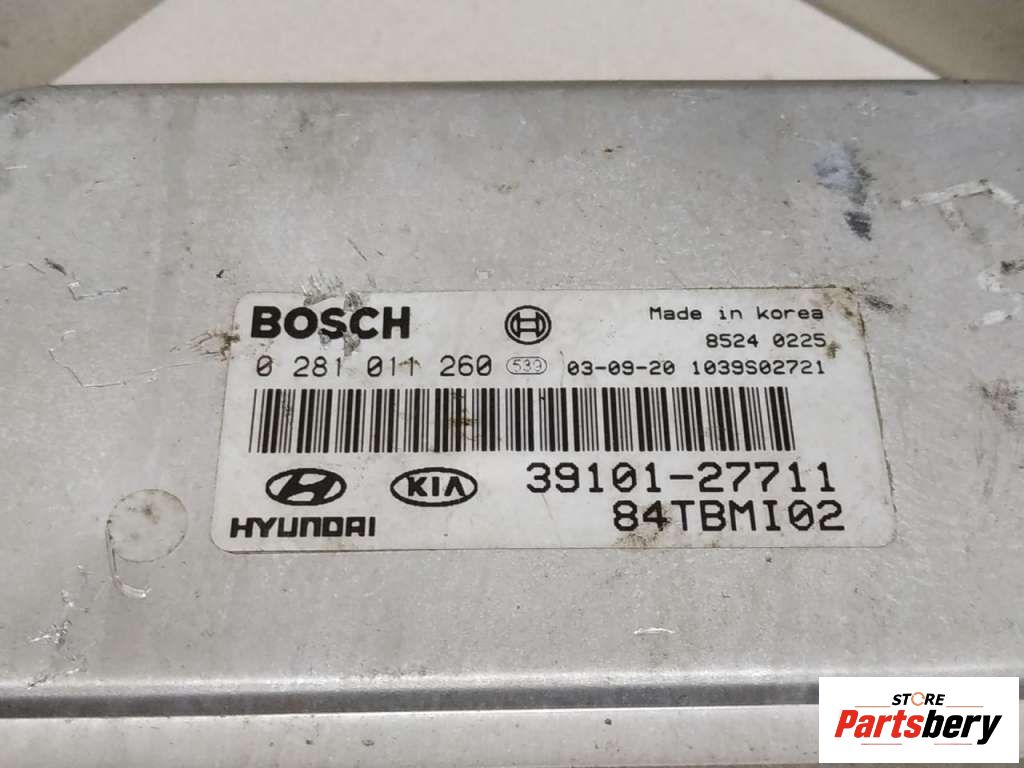 BOSCH
Made in korea
8524 0225
0 281 011 260 539 03-09-20 1039S02721
39101-27711
HYUNDAI KIA
84TBMI02
STORE
Partsbery